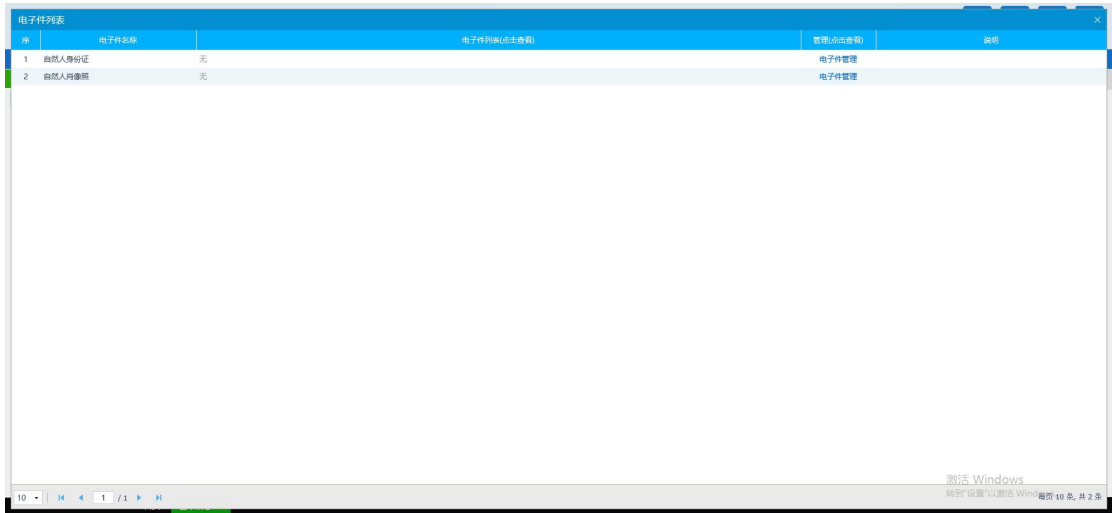 电子件列表
序 电子件名称 电子件列表(点击查看) 管理(点击查看) 说明
1 自然人身份证 无 电子件管理
2 自然人肖像照 无 电子件管理
激活 Windows
转到"设置"以激活 Wind
10 1 / 1 每页 10 条, 共 2 条